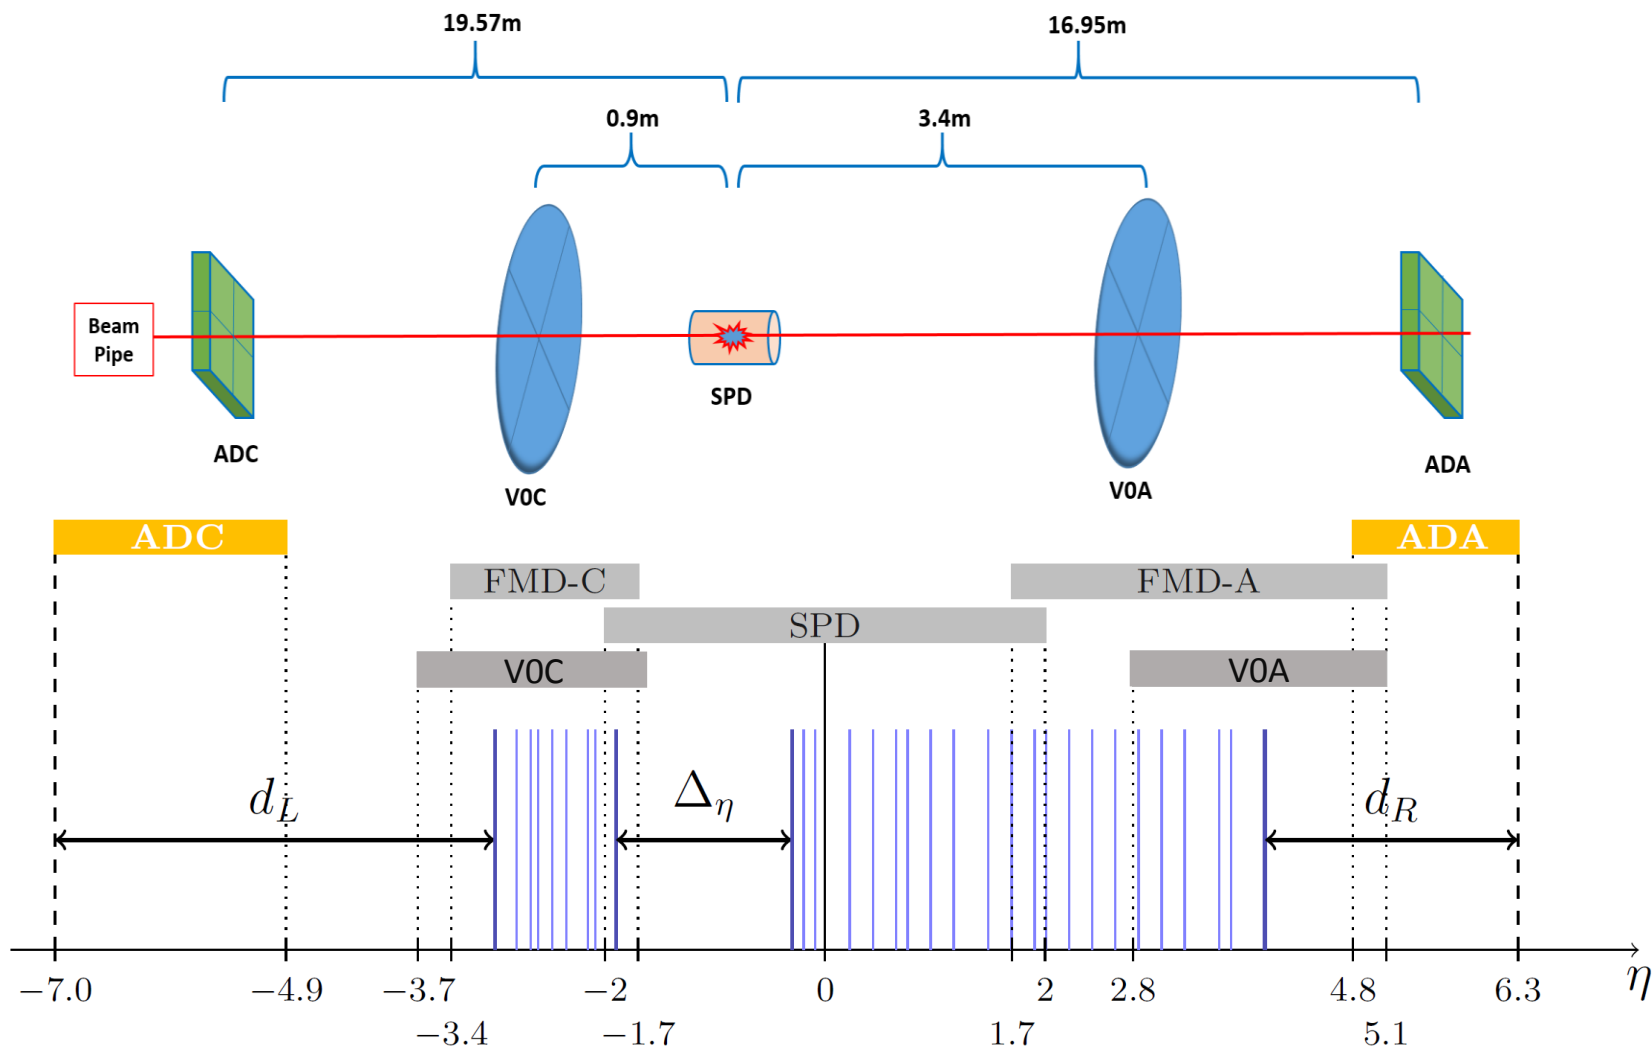 19.57m
16.95m
0.9m
3.4m
Beam
Pipe
SPD
ADC
ADA
V0C
V0A
ADC
ADA
FMD-C
FMD-A
SPD
V0C
V0A
d_L
Δ_η
d_R
−7.0 −4.9 −3.7 −2 0 2 2.8 4.8 6.3 η
−3.4 −1.7 1.7 5.1